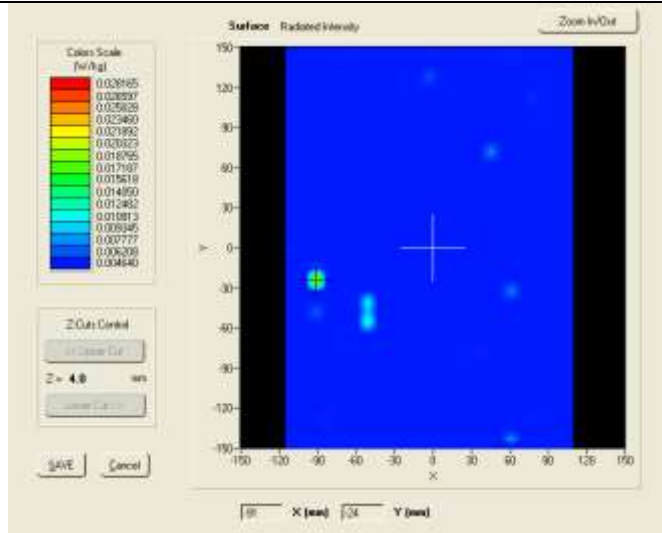 Surface Radiated Intensity
Zoom In/Out
Colors Scale
(W/kg)
0.028165
0.026597
0.025028
0.023460
0.021892
0.020323
0.018755
0.017187
0.015618
0.014050
0.012482
0.010913
0.009345
0.007777
0.006208
0.004640
150
120
90
60
30
0
-30
-60
-90
-120
-150
Y
-150 -120 -90 -60 -30 0 30 60 90 120 150
X
Z Cuts Control
Z = 4.0 mm
SAVE
Cancel
-91 X (mm) -24 Y (mm)